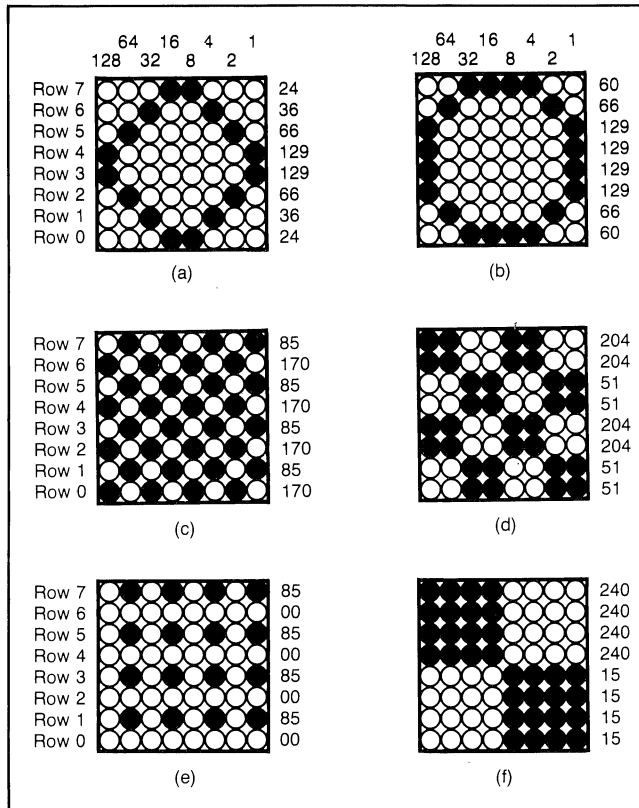 64 16 4 1
128 32 8 2
64 16 4 1
128 32 8 2
Row 7 24
Row 6 36
Row 5 66
Row 4 129
Row 3 129
Row 2 66
Row 1 36
Row 0 24
(a)
60
66
129
129
129
129
66
60
(b)
Row 7 85
Row 6 170
Row 5 85
Row 4 170
Row 3 85
Row 2 170
Row 1 85
Row 0 170
(c)
204
204
51
51
204
204
51
51
(d)
Row 7 85
Row 6 00
Row 5 85
Row 4 00
Row 3 85
Row 2 00
Row 1 85
Row 0 00
(e)
240
240
240
240
15
15
15
15
(f)